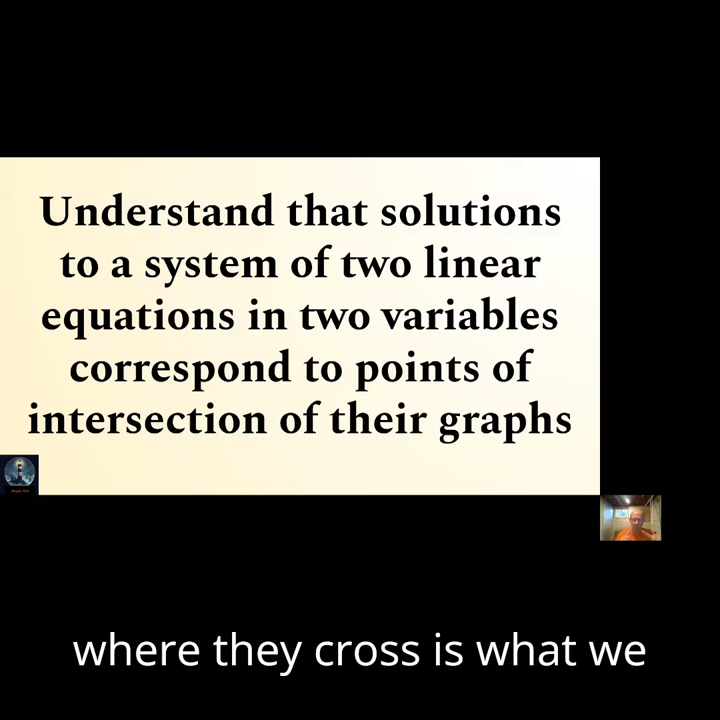 Understand that solutions
to a system of two linear
equations in two variables
correspond to points of
intersection of their graphs
where they cross is what we